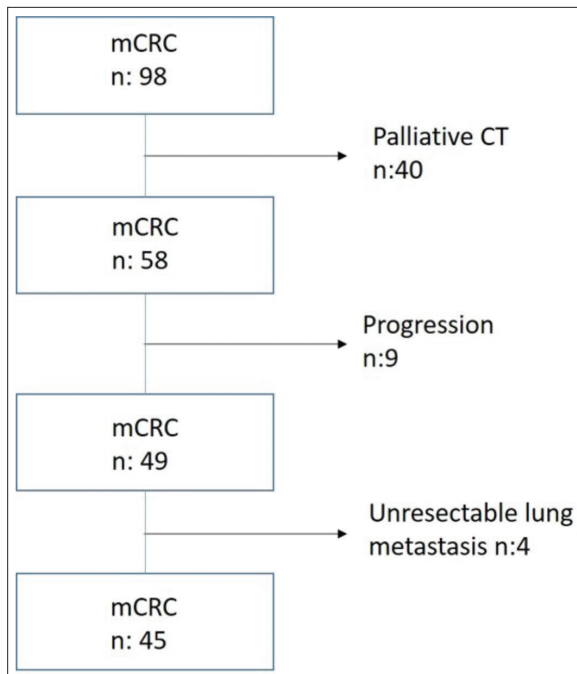 mCRC
n: 98
Palliative CT
n:40
mCRC
n: 58
Progression
n:9
mCRC
n: 49
Unresectable lung
metastasis n:4
mCRC
n: 45